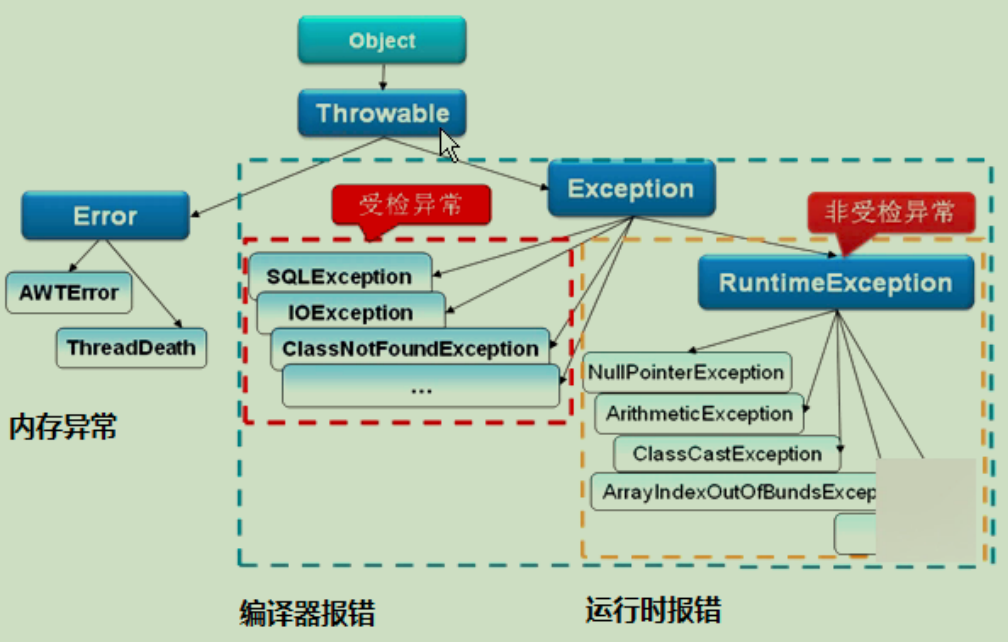 Object
Throwable
Exception
Error
受检异常
非受检异常
SQLException
RuntimeException
AWTError
IOException
ThreadDeath
ClassNotFoundException
...
NullPointerException
ArithmeticException
ClassCastException
ArrayIndexOutOfBundsExcep
内存异常
编译器报错
运行时报错